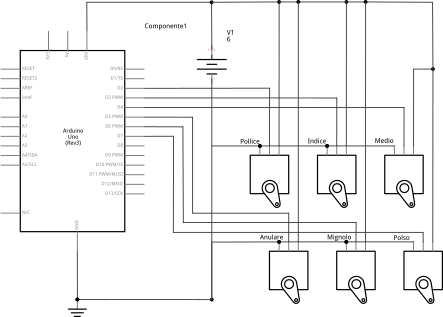 Componente1
V1
6
3V3
5V
VIN
RESET
RESET2
AREF
ioref
A0
A1
A2
A3
A4/SDA
A5/SCL
N/C
D0/RX
D1/TX
D2
D3 PWM
D4
D5 PWM
D6 PWM
D7
D8
D9 PWM
D10 PWM/SS
D11 PWM/MOSI
D12/MISO
D13/SCK
Arduino
Uno
(Rev3)
GND
Pollice
Indice
Medio
Anulare
Mignolo
Polso